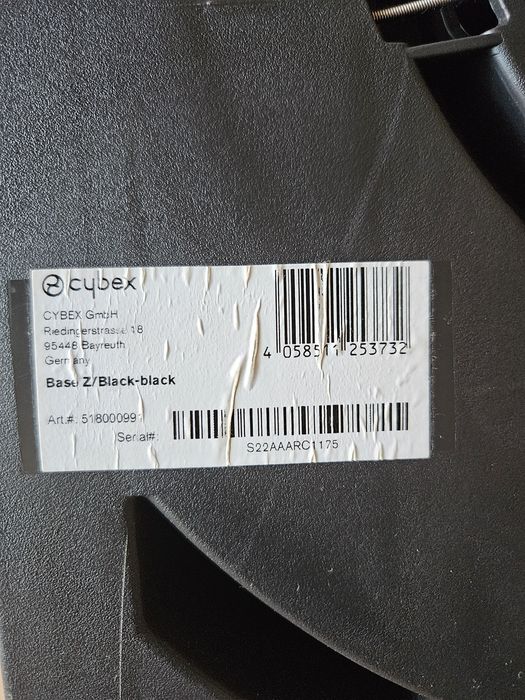 cybex
CYBEX GmbH
Riedingerstrasse 18
95448 Bayreuth
Germany
Base Z/Black-black
Art.#: 518000991
Serial#:
4 058511 253732
S22AAARC1175